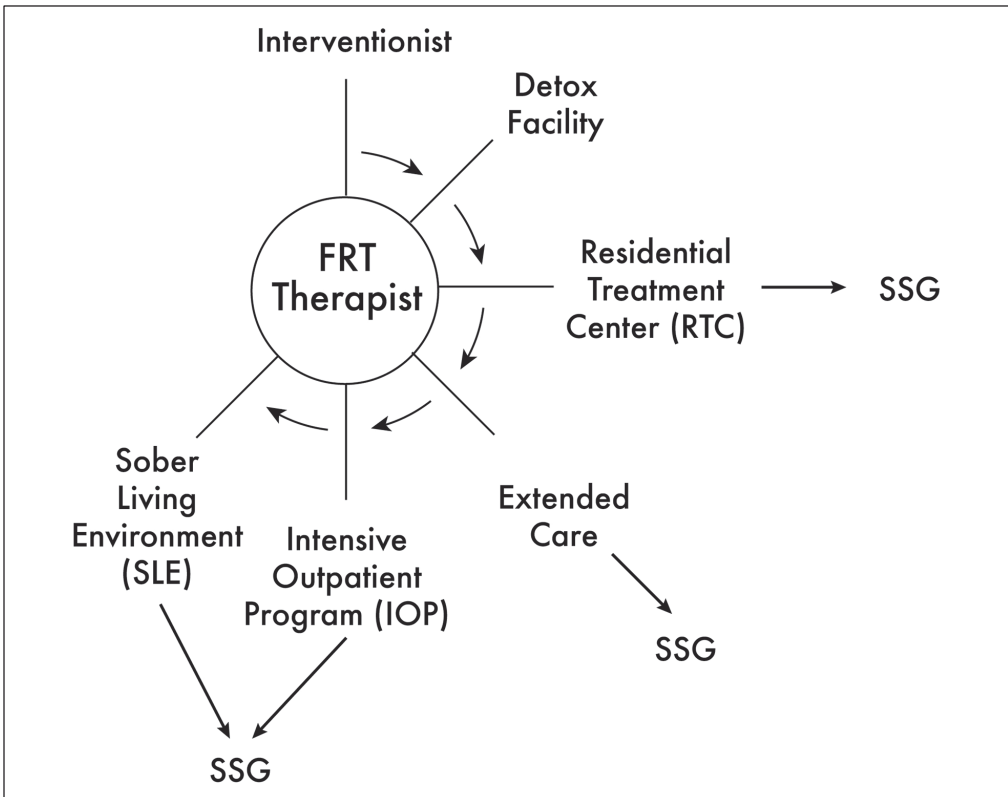 Interventionist
Detox
Facility
FRT
Therapist
Residential
Treatment
Center (RTC)
SSG
Extended
Care
SSG
Intensive
Outpatient
Program (IOP)
Sober
Living
Environment
(SLE)
SSG